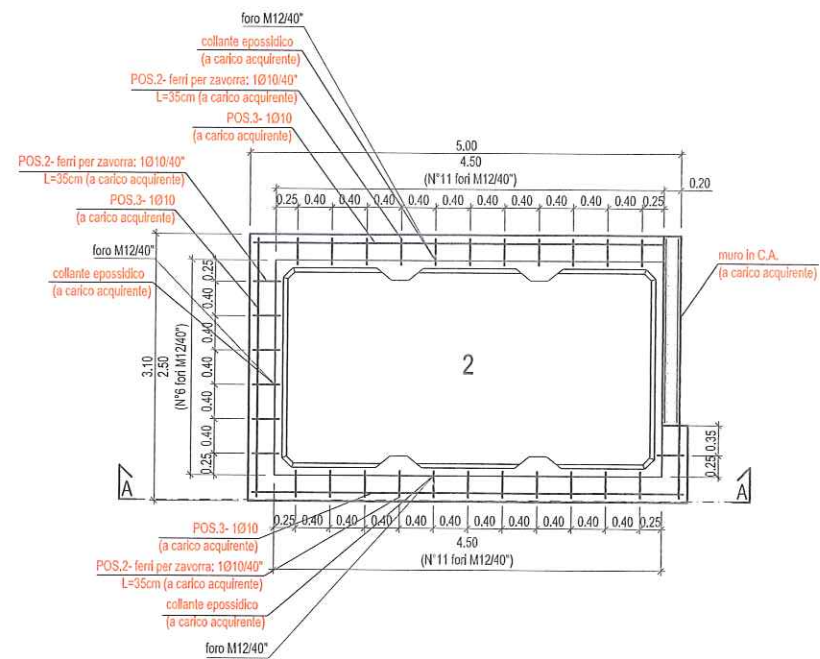 foro M12/40"
collante epossidico
(a carico acquirente)
POS.2- ferri per zavorra: 1Ø10/40"
L=35cm (a carico acquirente)
POS.3- 1Ø10
(a carico acquirente)
POS.2- ferri per zavorra: 1Ø10/40"
L=35cm (a carico acquirente)
POS.3- 1Ø10
(a carico acquirente)
foro M12/40"
collante epossidico
(a carico acquirente)
5.00
4.50
(N°11 fori M12/40")
0.20
0.25 0.40 0.40 0.40 0.40 0.40 0.40 0.40 0.40 0.40 0.40 0.25
muro in C.A.
(a carico acquirente)
3.10
2.50
(N°6 fori M12/40")
0.25 0.40 0.40 0.40 0.40 0.40 0.25
2
0.25 0.35
A
A
0.25 0.40 0.40 0.40 0.40 0.40 0.40 0.40 0.40 0.40 0.40 0.25
4.50
(N°11 fori M12/40")
POS.3- 1Ø10
(a carico acquirente)
POS.2- ferri per zavorra: 1Ø10/40"
L=35cm (a carico acquirente)
collante epossidico
(a carico acquirente)
foro M12/40"